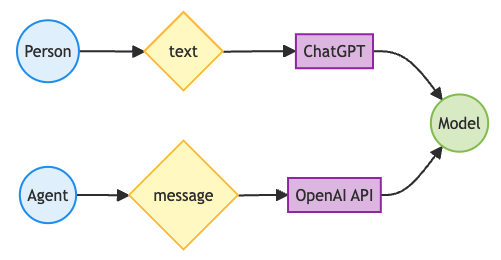 Person
text
ChatGPT
Model
Agent
message
OpenAI API